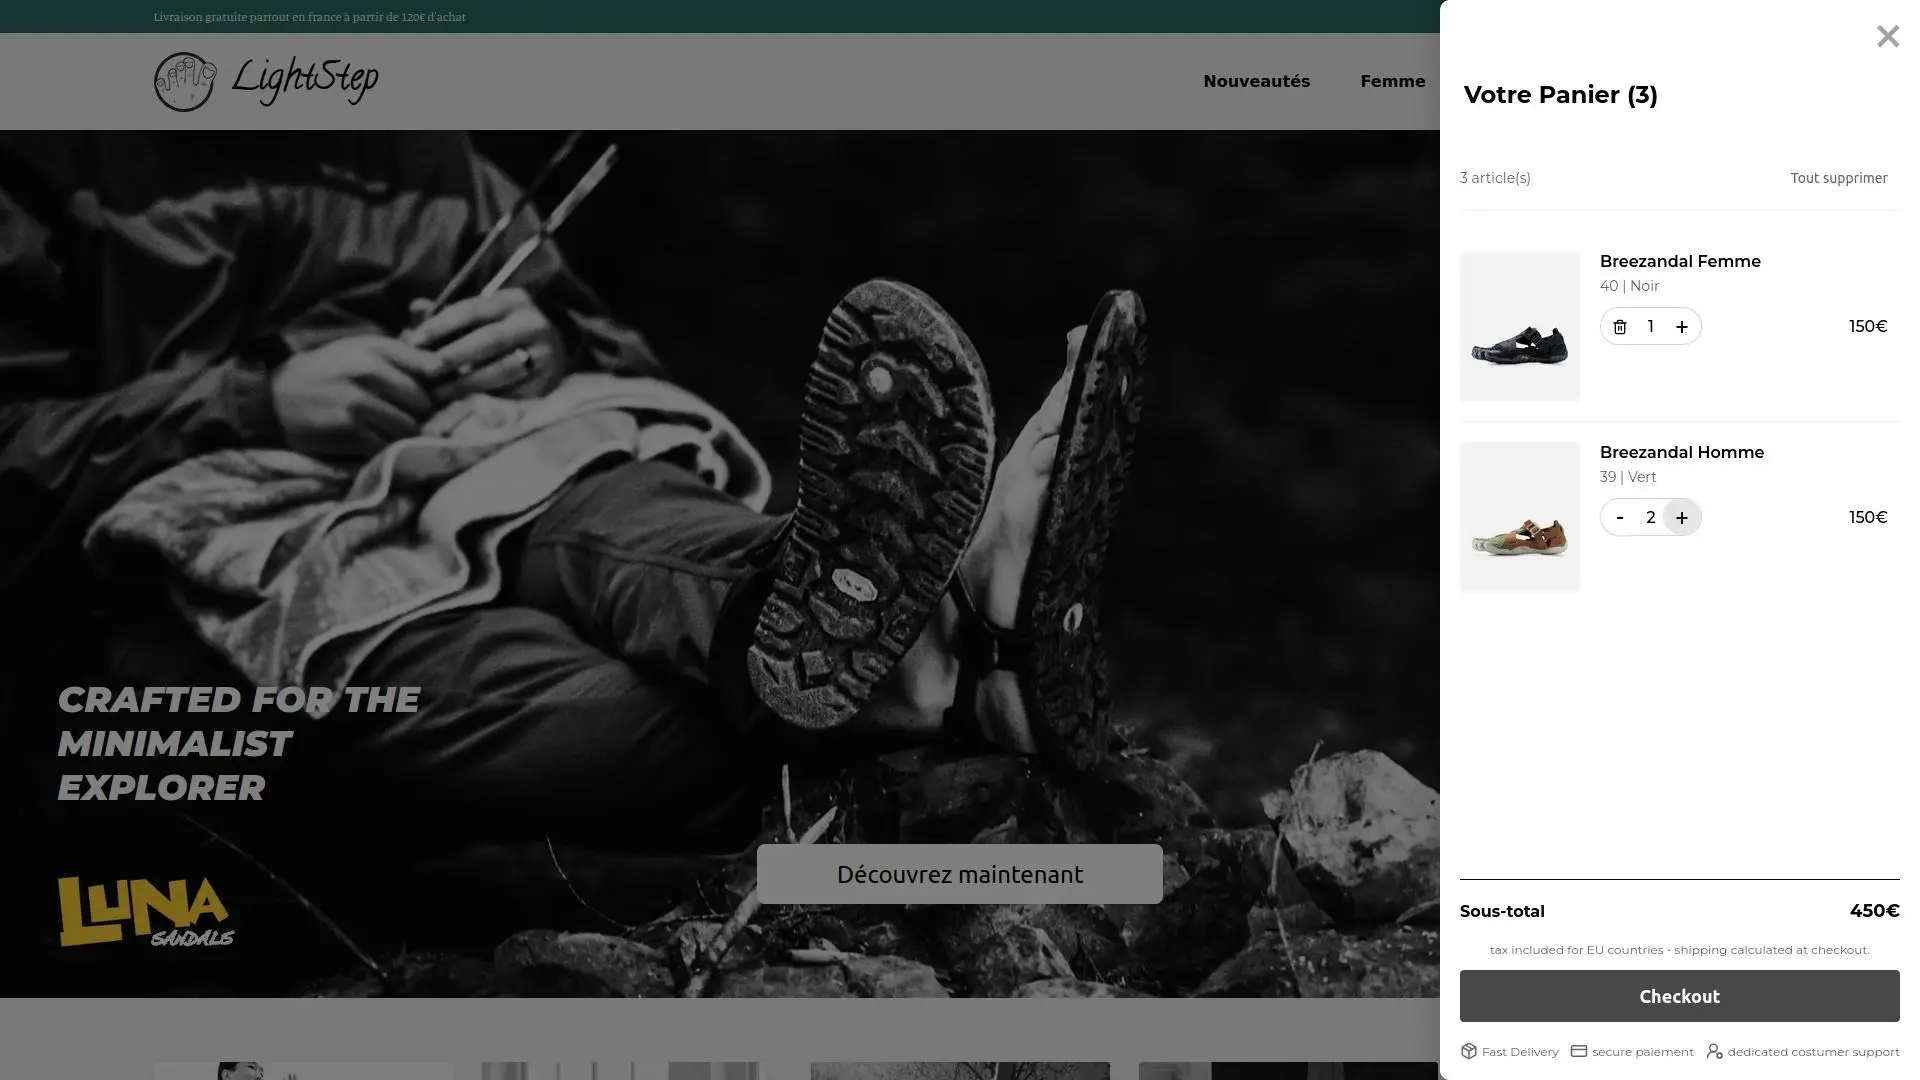 Livraison gratuite partout en france à partir de 120€ d'achat
LightStep
Nouveautés
Femme
CRAFTED FOR THE
MINIMALIST
EXPLORER
LUNA
SANDALS
Découvrez maintenant
Votre Panier (3)
3 article(s)
Tout supprimer
Breezandal Femme
40 | Noir
1 +
150€
Breezandal Homme
39 | Vert
- 2 +
150€
Sous-total
450€
tax included for EU countries - shipping calculated at checkout.
Checkout
Fast Delivery
secure paiement
dedicated costumer support